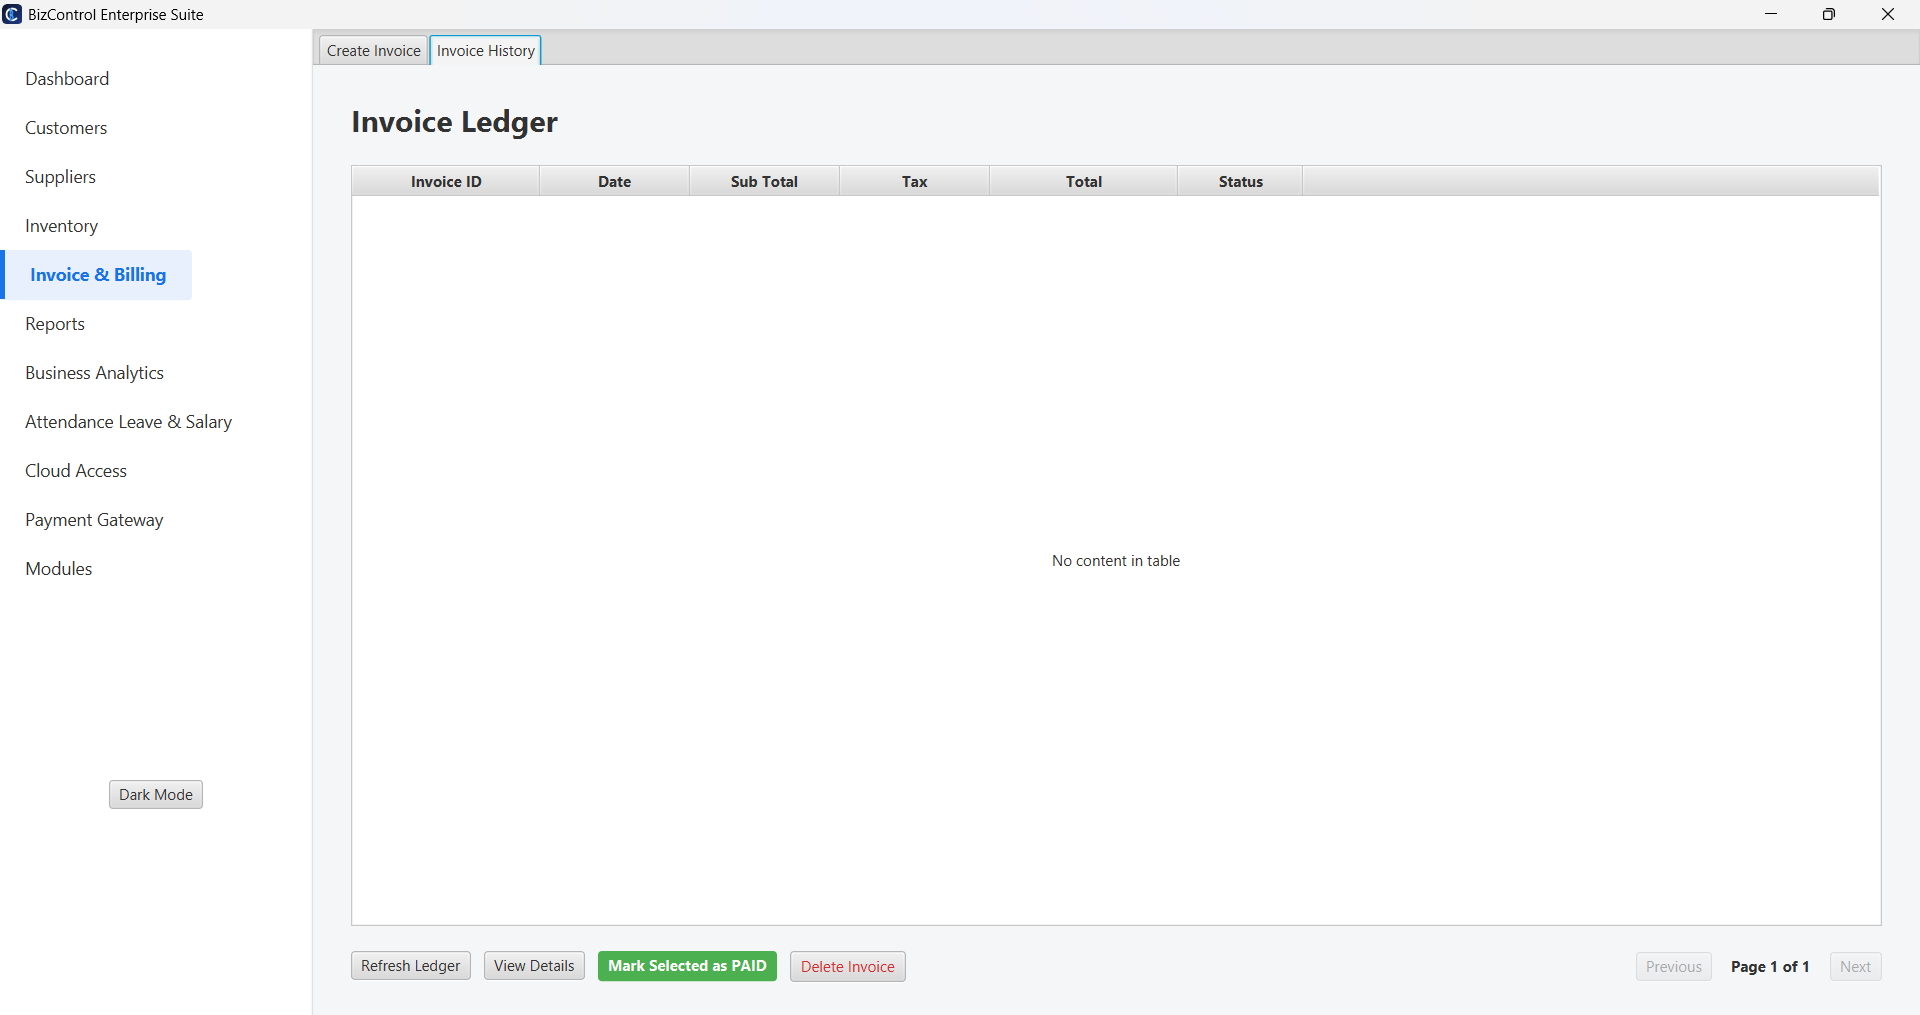 BizControl Enterprise Suite
Dashboard
Customers
Suppliers
Inventory
Invoice & Billing
Reports
Business Analytics
Attendance Leave & Salary
Cloud Access
Payment Gateway
Modules
Dark Mode
Create Invoice Invoice History
Invoice Ledger
Invoice ID Date Sub Total Tax Total Status
No content in table
Refresh Ledger View Details Mark Selected as PAID Delete Invoice Previous Page 1 of 1 Next